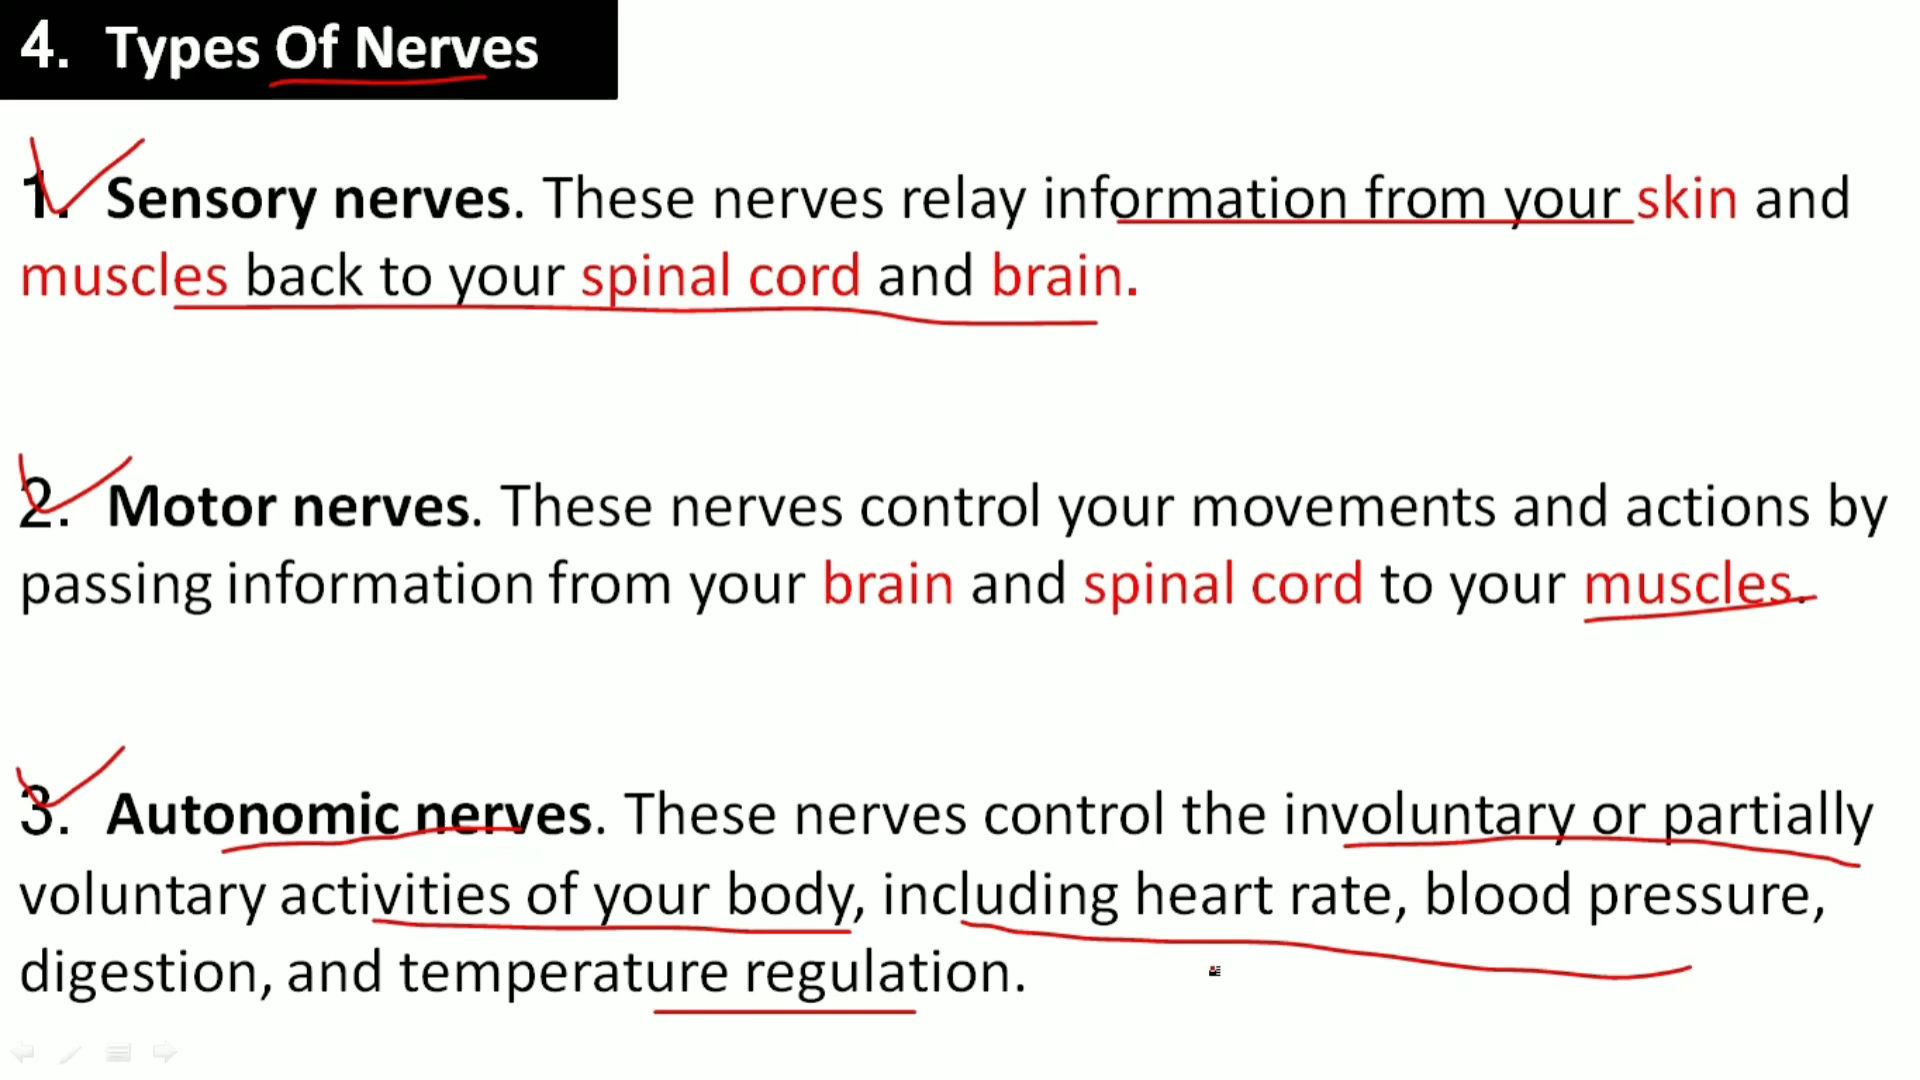 4. Types Of Nerves
1. Sensory nerves. These nerves relay information from your skin and
muscles back to your spinal cord and brain.
2. Motor nerves. These nerves control your movements and actions by
passing information from your brain and spinal cord to your muscles.
3. Autonomic nerves. These nerves control the involuntary or partially
voluntary activities of your body, including heart rate, blood pressure,
digestion, and temperature regulation.